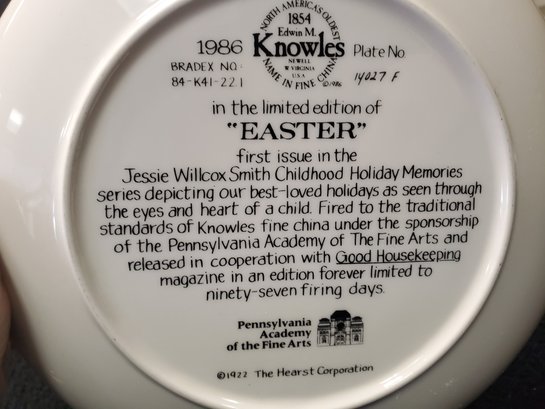 NORTH AMERICA'S OLDEST
1854
Edwin M.
Knowles
NEWELL
W. VIRGINIA
U.S.A
NAME IN FINE CHINA
©1986
1986
Plate No.
BRADEX NO:
84-K41-22.1
14027 F
in the limited edition of
"EASTER"
first issue in the
Jessie Willcox Smith Childhood Holiday Memories
series depicting our best-loved holidays as seen through
the eyes and heart of a child. Fired to the traditional
standards of Knowles fine china under the sponsorship
of the Pennsylvania Academy of The Fine Arts and
released in cooperation with Good Housekeeping
magazine in an edition forever limited to
ninety-seven firing days.
Pennsylvania
Academy
of the Fine Arts
©1922 The Hearst Corporation